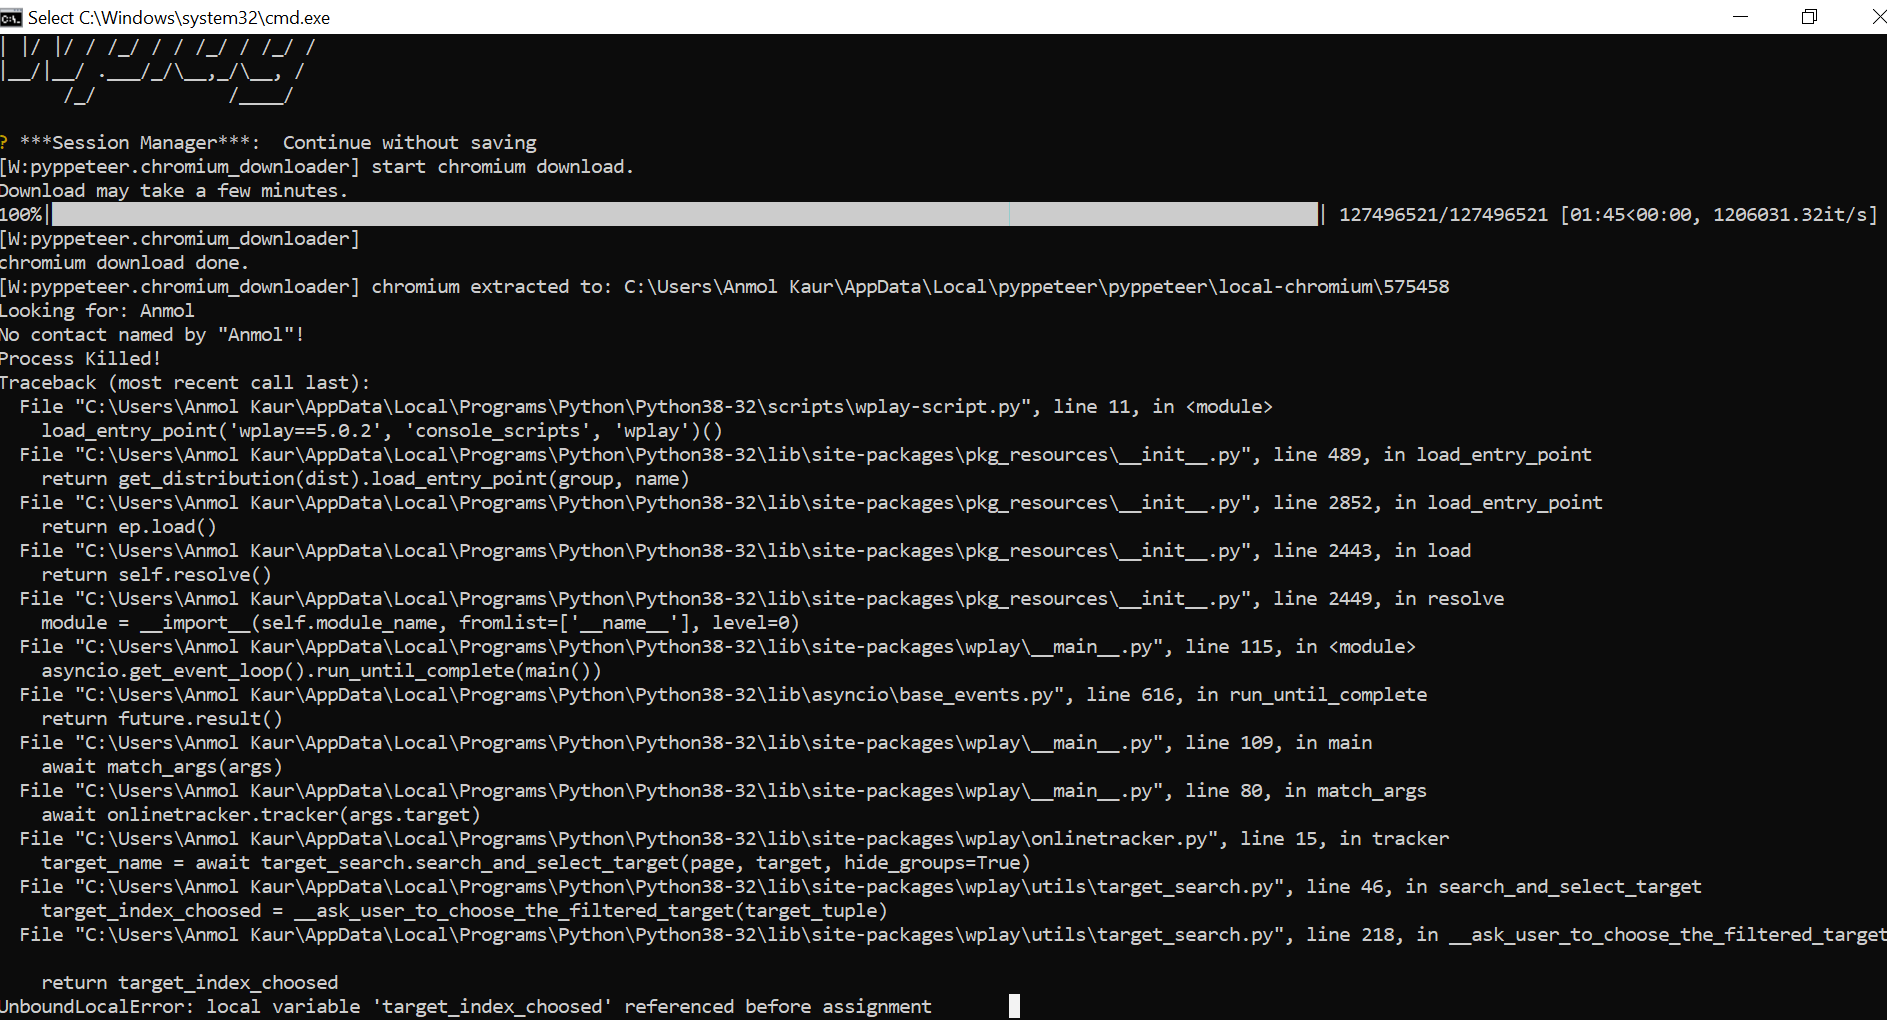 Select C:\Windows\system32\cmd.exe
| |/ |/ / /_/ / / /_/ / /_/ /
|__/|__/ .___/_/\__,_/\__, /
/_/ /____/
? ***Session Manager***:  Continue without saving
[W:pyppeteer.chromium_downloader] start chromium download.
Download may take a few minutes.
100%| | 127496521/127496521 [01:45<00:00, 1206031.32it/s]
[W:pyppeteer.chromium_downloader]
chromium download done.
[W:pyppeteer.chromium_downloader] chromium extracted to: C:\Users\Anmol Kaur\AppData\Local\pyppeteer\pyppeteer\local-chromium\575458
Looking for: Anmol
No contact named by "Anmol"!
Process Killed!
Traceback (most recent call last):
  File "C:\Users\Anmol Kaur\AppData\Local\Programs\Python\Python38-32\scripts\wplay-script.py", line 11, in <module>
    load_entry_point('wplay==5.0.2', 'console_scripts', 'wplay')()
  File "C:\Users\Anmol Kaur\AppData\Local\Programs\Python\Python38-32\lib\site-packages\pkg_resources\__init__.py", line 489, in load_entry_point
    return get_distribution(dist).load_entry_point(group, name)
  File "C:\Users\Anmol Kaur\AppData\Local\Programs\Python\Python38-32\lib\site-packages\pkg_resources\__init__.py", line 2852, in load_entry_point
    return ep.load()
  File "C:\Users\Anmol Kaur\AppData\Local\Programs\Python\Python38-32\lib\site-packages\pkg_resources\__init__.py", line 2443, in load
    return self.resolve()
  File "C:\Users\Anmol Kaur\AppData\Local\Programs\Python\Python38-32\lib\site-packages\pkg_resources\__init__.py", line 2449, in resolve
    module = __import__(self.module_name, fromlist=['__name__'], level=0)
  File "C:\Users\Anmol Kaur\AppData\Local\Programs\Python\Python38-32\lib\site-packages\wplay\__main__.py", line 115, in <module>
    asyncio.get_event_loop().run_until_complete(main())
  File "C:\Users\Anmol Kaur\AppData\Local\Programs\Python\Python38-32\lib\asyncio\base_events.py", line 616, in run_until_complete
    return future.result()
  File "C:\Users\Anmol Kaur\AppData\Local\Programs\Python\Python38-32\lib\site-packages\wplay\__main__.py", line 109, in main
    await match_args(args)
  File "C:\Users\Anmol Kaur\AppData\Local\Programs\Python\Python38-32\lib\site-packages\wplay\__main__.py", line 80, in match_args
    await onlinetracker.tracker(args.target)
  File "C:\Users\Anmol Kaur\AppData\Local\Programs\Python\Python38-32\lib\site-packages\wplay\onlinetracker.py", line 15, in tracker
    target_name = await target_search.search_and_select_target(page, target, hide_groups=True)
  File "C:\Users\Anmol Kaur\AppData\Local\Programs\Python\Python38-32\lib\site-packages\wplay\utils\target_search.py", line 46, in search_and_select_target
    target_index_choosed = __ask_user_to_choose_the_filtered_target(target_tuple)
  File "C:\Users\Anmol Kaur\AppData\Local\Programs\Python\Python38-32\lib\site-packages\wplay\utils\target_search.py", line 218, in __ask_user_to_choose_the_filtered_target
    return target_index_choosed
UnboundLocalError: local variable 'target_index_choosed' referenced before assignment